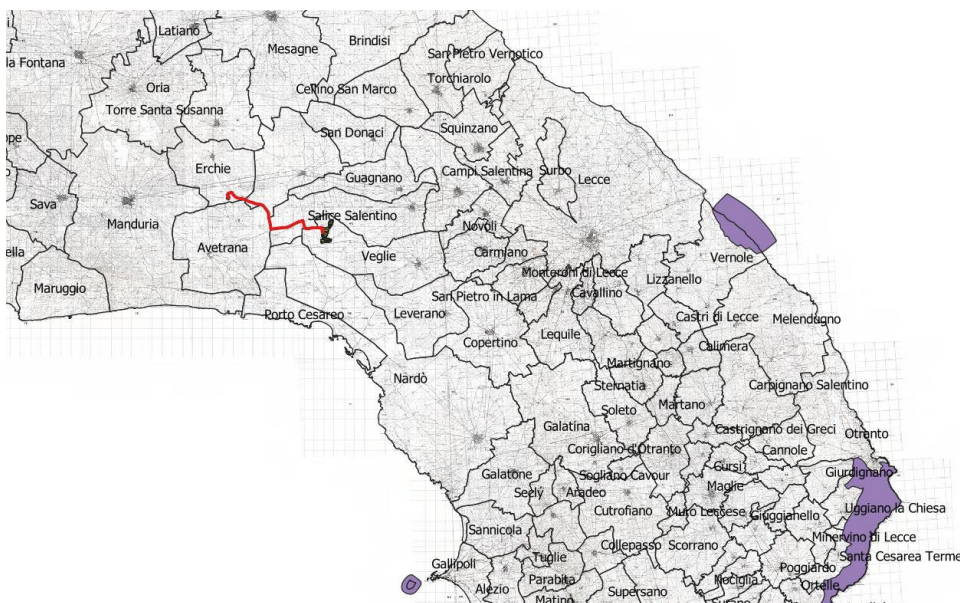 Latiano
Mesagne
Brindisi
San Pietro Vernotico
la Fontana
Torchiarolo
Oria
Cellino San Marco
Torre Santa Susanna
San Donaci
Squinzano
Erchie
Guagnano
Campi Salentina
Surbo
Lecce
Sava
Manduria
Salice Salentino
Novoli
Avetrana
Carmiano
Veglie
Vernole
ella
Monteroni di Lecce
Lizzanello
Maruggio
San Pietro in Lama
Cavallino
Porto Cesareo
Leverano
Castri di Lecce
Melendugno
Copertino
Lequile
Calimera
Martignano
Nardò
Sternatia
Carpignano Salentino
Soleto
Martano
Galatina
Castrignano dei Greci
Otranto
Corigliano d'Otranto
Cannole
Galatone
Sogliano Cavour
Cursi
Giurdignano
Seclý
Aradeo
Maglie
Cutrofiano
Muro Leccese
Giuggianello
Uggiano la Chiesa
Sannicola
Minervino di Lecce
Collepasso
Scorrano
Santa Cesarea Terme
Gallipoli
Tuglie
Poggiardo
Parabita
Nociglia
Ortelle
Alezio
Supersano
Matino